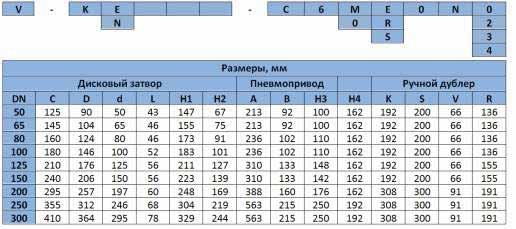 V - K E - C 6 M E 0 N 0
N 0 R 2
S 3
4
Размеры, мм
Дисковый затвор Пневмопривод Ручной дублер
DN C D d L H1 H2 A B H3 H4 K S V R
50 125 90 50 43 147 67 213 92 100 162 192 200 66 136
65 145 104 65 46 155 75 213 92 100 162 192 200 66 136
80 160 124 80 46 173 91 236 102 110 162 192 200 66 136
100 180 146 100 52 183 101 236 102 110 162 192 200 66 136
125 210 176 125 56 211 127 310 133 148 162 192 200 66 155
150 240 206 150 56 223 139 310 133 142 162 192 200 66 155
200 295 257 197 60 248 169 388 160 176 162 308 300 91 191
250 355 312 246 68 304 219 563 215 250 192 308 300 91 191
300 410 364 295 78 329 244 563 215 250 192 308 300 91 191